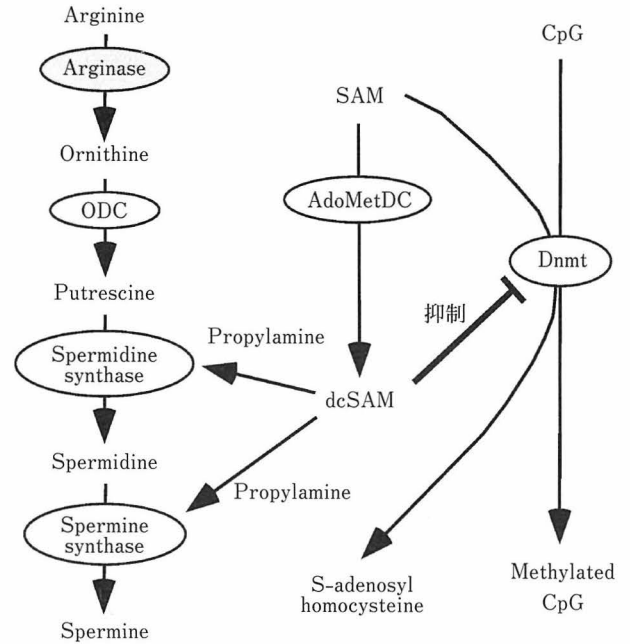 Arginine
Arginase
Ornithine
ODC
Putrescine
Spermidine
synthase
Spermidine
Spermine
synthase
Spermine
Propylamine
Propylamine
SAM
AdoMetDC
dcSAM
抑制
CpG
Dnmt
S-adenosyl
homocysteine
Methylated
CpG